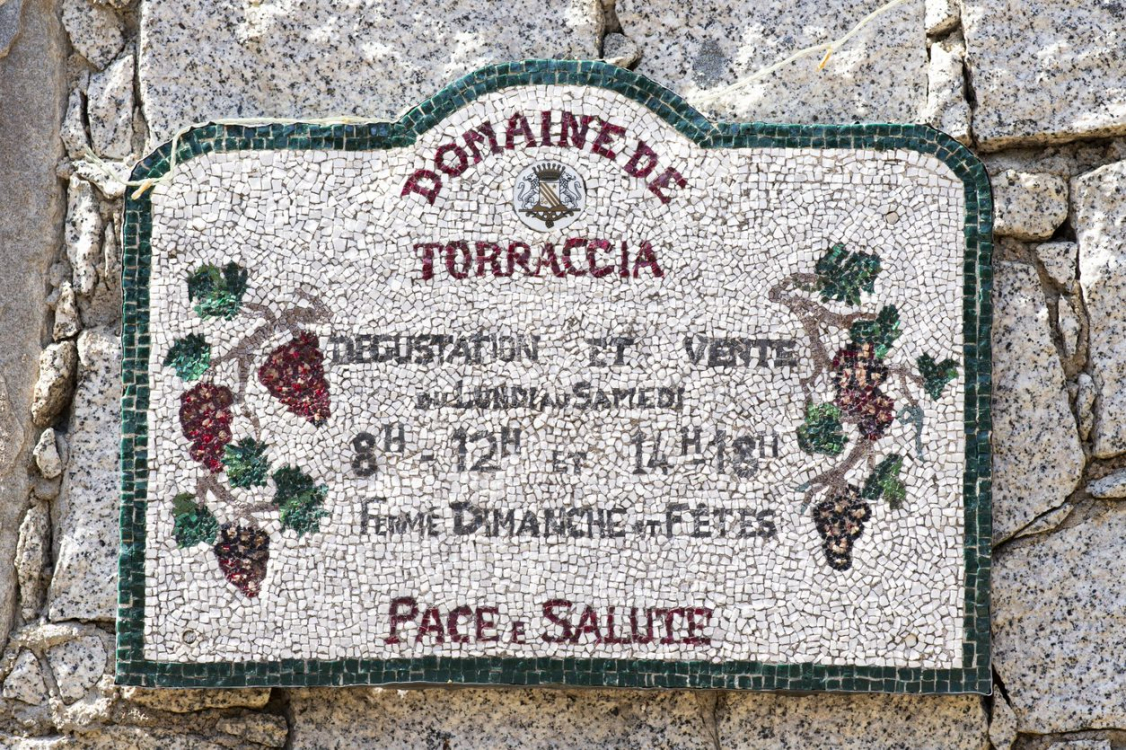 DOMAINE DE
TORRACCIA
DEGUSTATION ET VENTE
DU LUNDI AU SAMEDI
8H - 12H ET 14H - 18H
FERMÉ DIMANCHE ET FÊTES
PACE E SALUTE